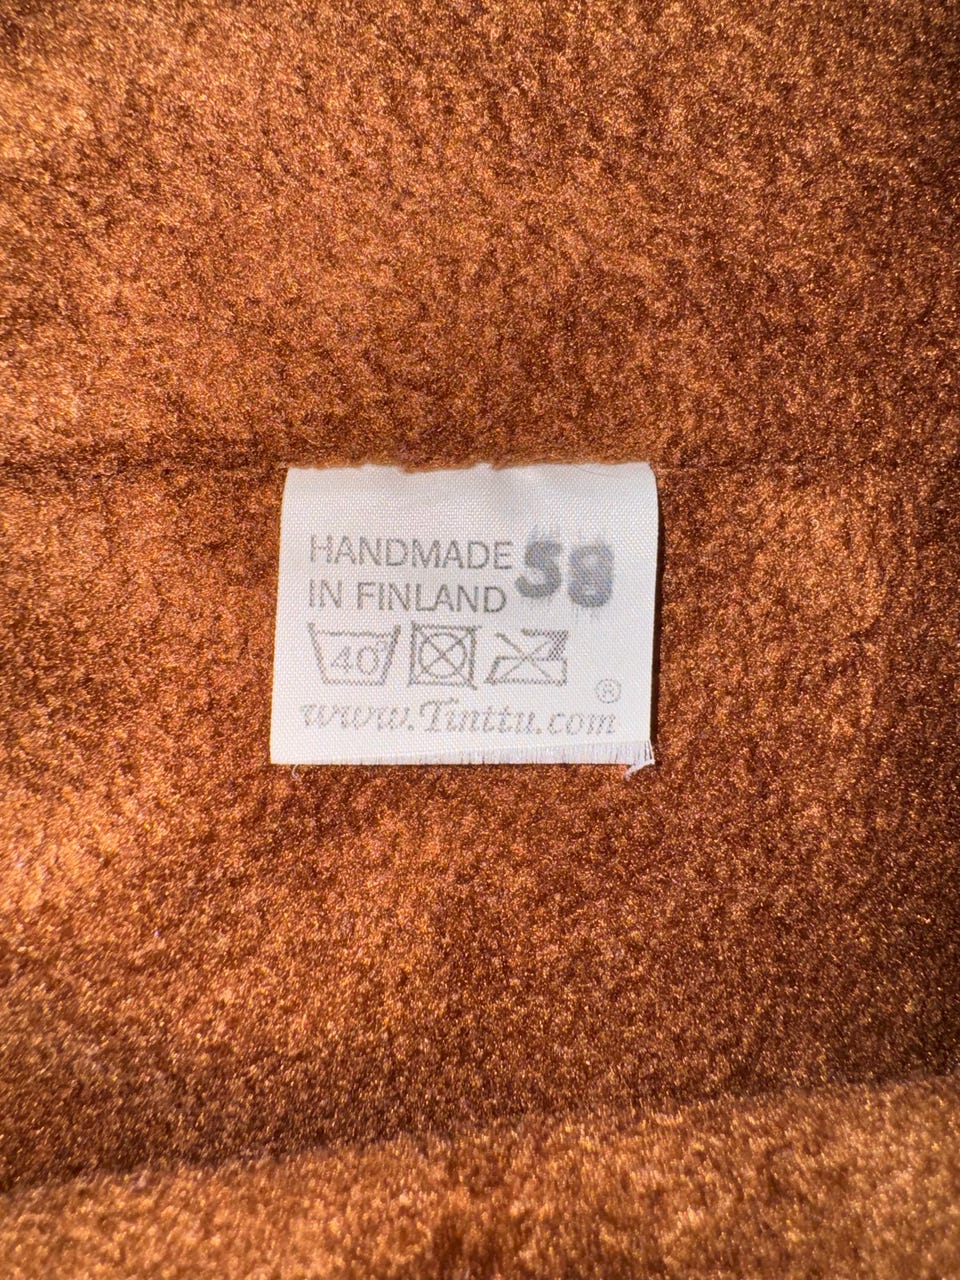 HANDMADE 58
IN FINLAND
40°
®
www.Tinttu.com